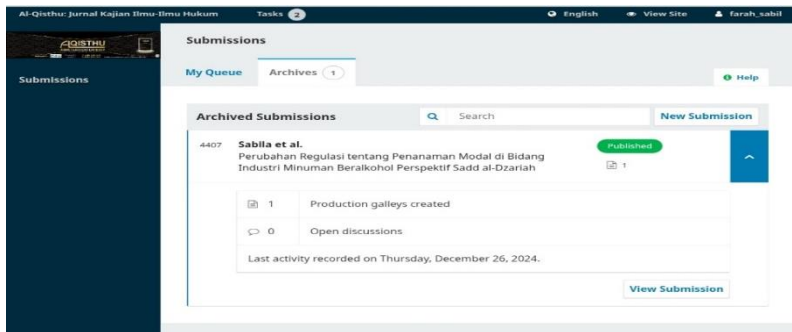 Al-Qisthu: Jurnal Kajian Ilmu-Ilmu Hukum Tasks 2 English View Site farah_sabil
Submissions
Submissions
My Queue Archives 1 Help
Archived Submissions Search New Submission
4407 Sabila et al. Published
Perubahan Regulasi tentang Penanaman Modal di Bidang
Industri Minuman Beralkohol Perspektif Sadd al-Dzariah 1
1 Production galleys created
0 Open discussions
Last activity recorded on Thursday, December 26, 2024.
View Submission